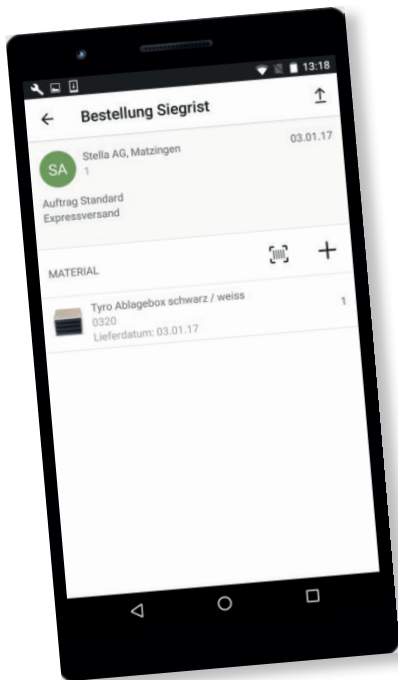 13:18
Bestellung Siegrist
SA
Stella AG, Matzingen
03.01.17
1
Auftrag Standard
Expressversand
MATERIAL
Tyro Ablagebox schwarz / weiss
1
0320
Lieferdatum: 03.01.17